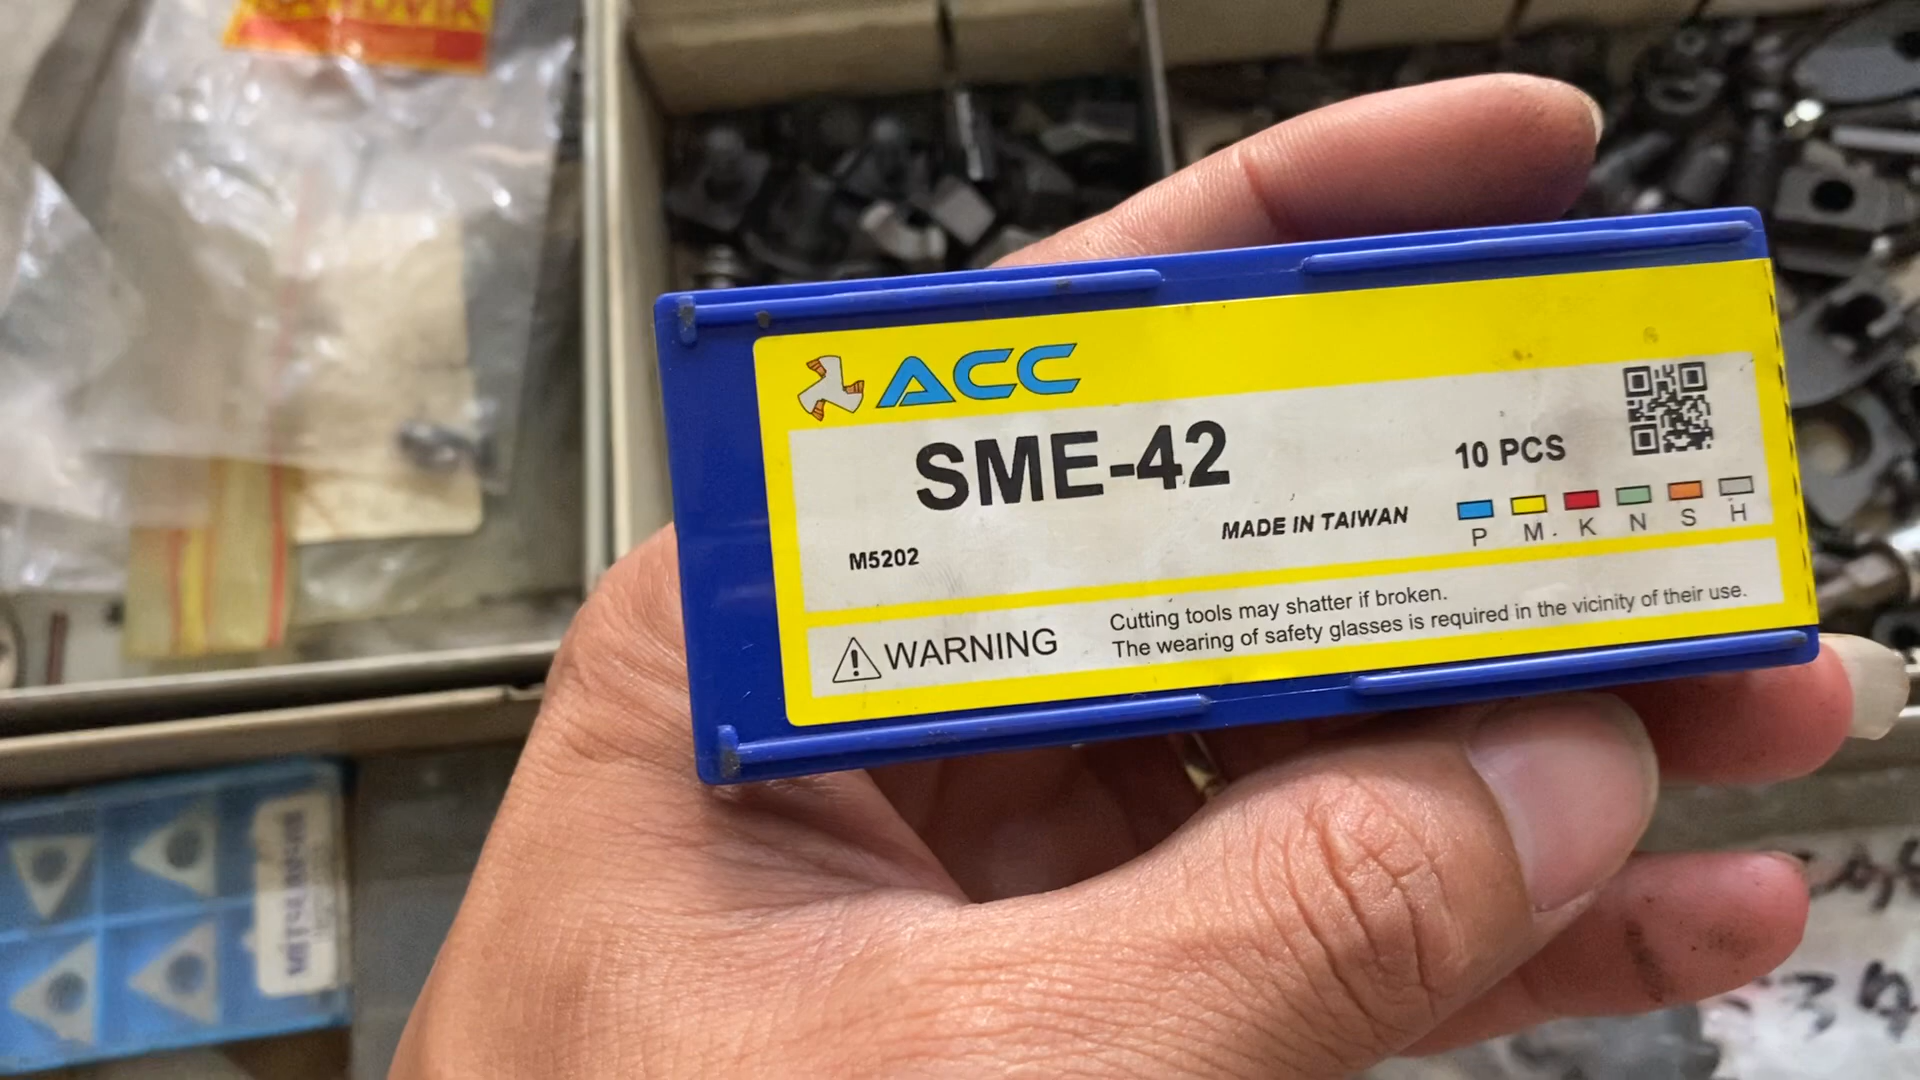 ACC
SME-42
10 PCS
MADE IN TAIWAN
M5202
P M K N S H
WARNING
Cutting tools may shatter if broken.
The wearing of safety glasses is required in the vicinity of their use.